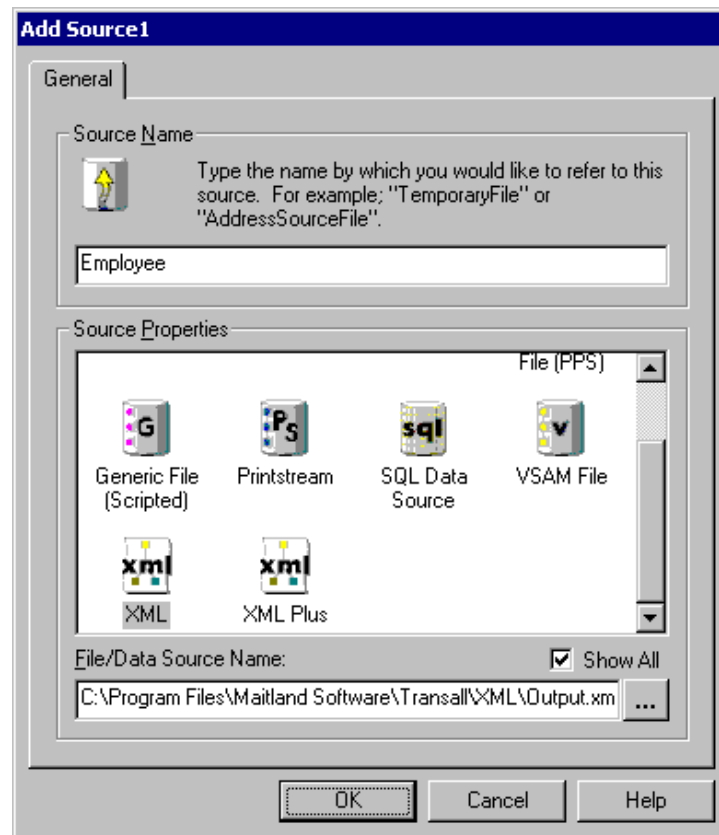 Add Source1
General
Source Name
Type the name by which you would like to refer to this
source. For example; "TemporaryFile" or
"AddressSourceFile".
Employee
Source Properties
File (PPS)
G
Ps
sql
v
Generic File
(Scripted)
Printstream
SQL Data
Source
VSAM File
xml
xml
XML
XML Plus
File/Data Source Name:
Show All
C:\Program Files\Maitland Software\Transall\XML\Output.xm
...
OK
Cancel
Help